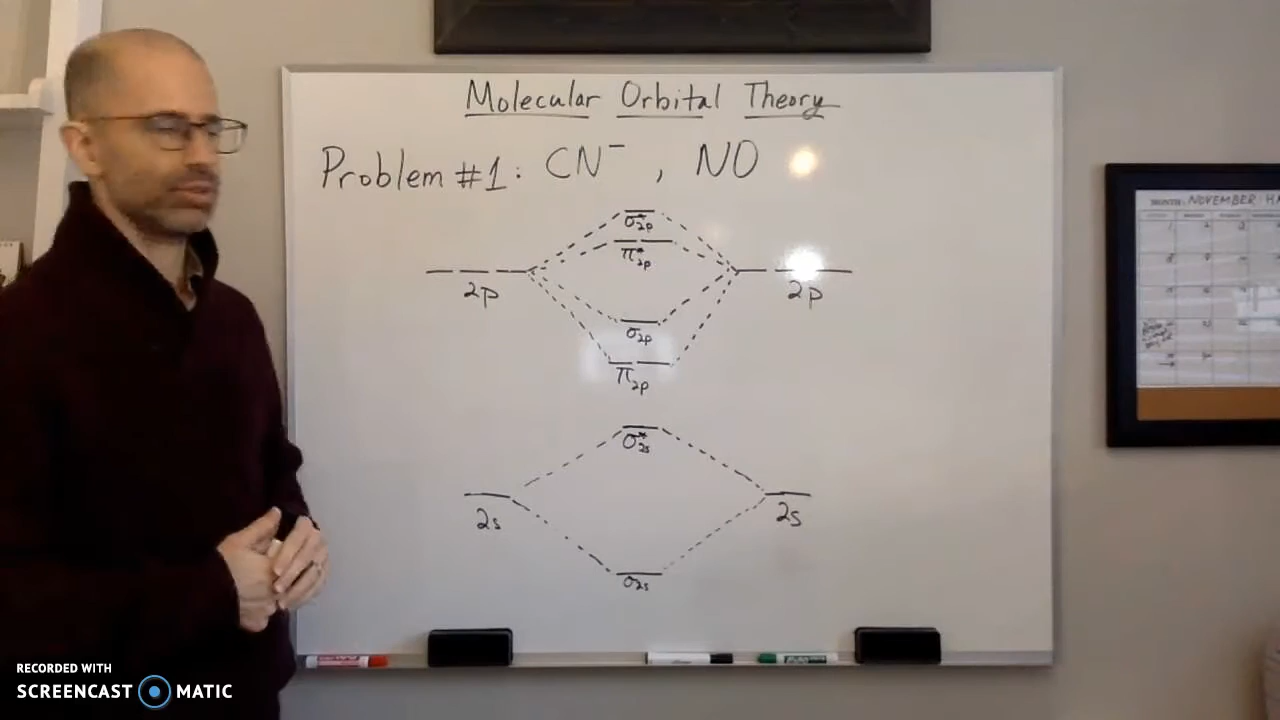 Molecular Orbital Theory
Problem #1: CN⁻, NO
σ*2p
π*2p
2p 2p
σ2p
π2p
σ*2s
2s 2s
σ2s
MONTH: NOVEMBER
RECORDED WITH
SCREENCAST MATIC